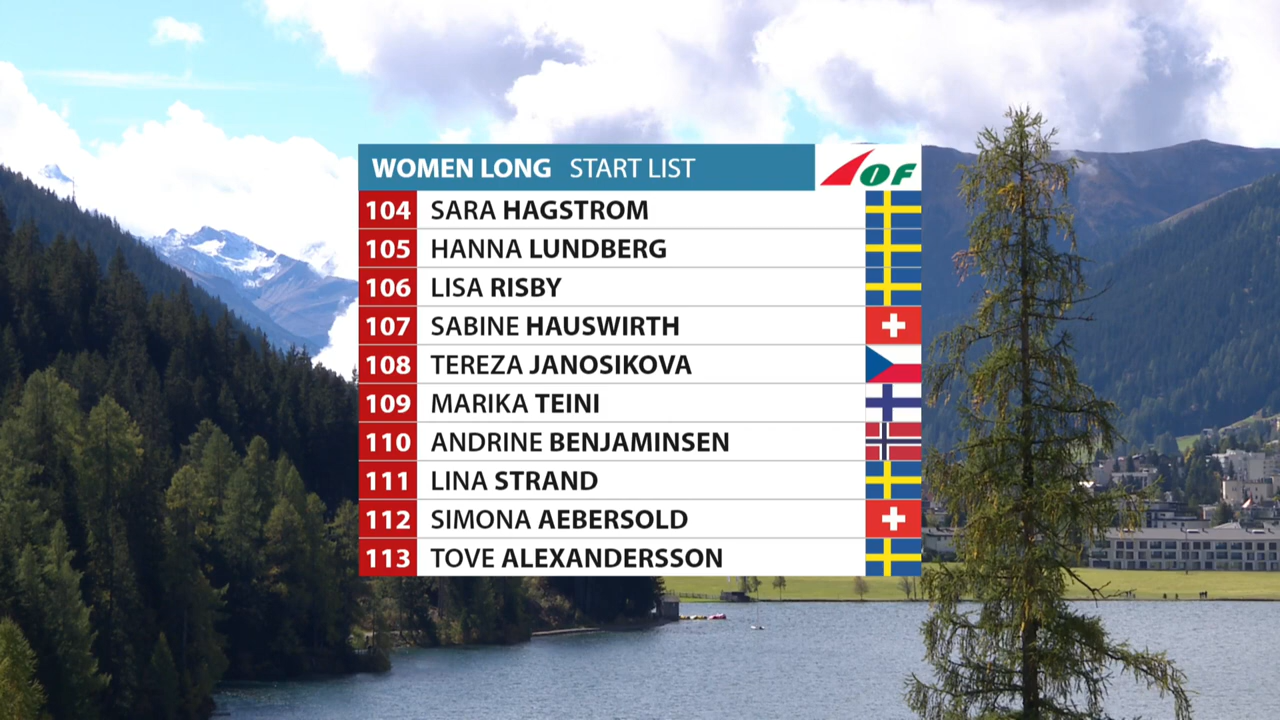 WOMEN LONG START LIST IOF
104 SARA HAGSTROM
105 HANNA LUNDBERG
106 LISA RISBY
107 SABINE HAUSWIRTH
108 TEREZA JANOSIKOVA
109 MARIKA TEINI
110 ANDRINE BENJAMINSEN
111 LINA STRAND
112 SIMONA AEBERSOLD
113 TOVE ALEXANDERSSON